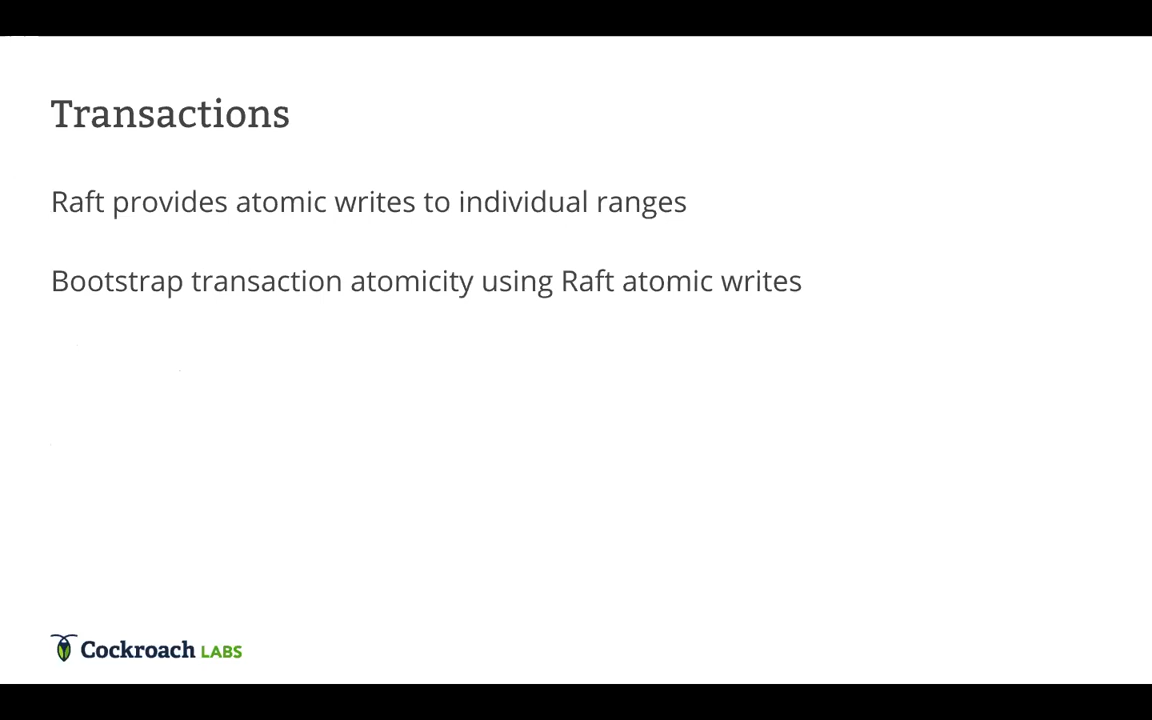 Transactions
Raft provides atomic writes to individual ranges
Bootstrap transaction atomicity using Raft atomic writes
Cockroach LABS